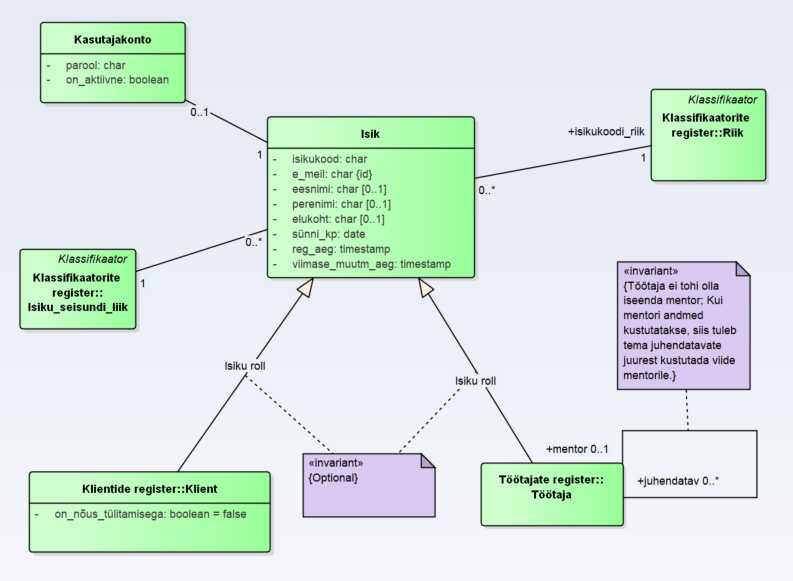 Kasutajakonto
- parool: char
- on_aktiivne: boolean
0..1
1
Isik
- isikukood: char
- e_meil: char {id}
- eesnimi: char [0..1]
- perenimi: char [0..1]
- elukoht: char [0..1]
- sünni_kp: date
- reg_aeg: timestamp
- viimase_muutm_aeg: timestamp
Klassifikaator
Klassifikaatorite
register::Riik
+isikukoodi_riik
1
0..*
Klassifikaator
Klassifikaatorite
register::
Isiku_seisundi_liik
0..*
1
«invariant»
{Töötaja ei tohi olla
iseenda mentor; Kui
mentori andmed
kustutatakse, siis tuleb
tema juhendatavate
juurest kustutada viide
mentorile.}
Isiku roll
Isiku roll
«invariant»
{Optional}
Klientide register::Klient
- on_nõus_tülitamisega: boolean = false
+mentor 0..1
Töötajate register::
Töötaja
+juhendatav 0..*